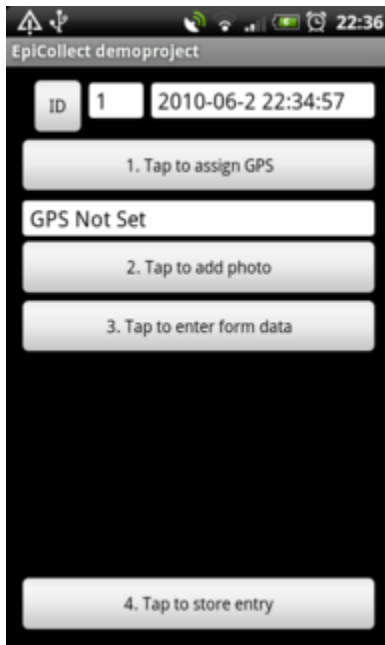 22:36
EpiCollect demoproject
ID 1 2010-06-2 22:34:57
1. Tap to assign GPS
GPS Not Set
2. Tap to add photo
3. Tap to enter form data
4. Tap to store entry